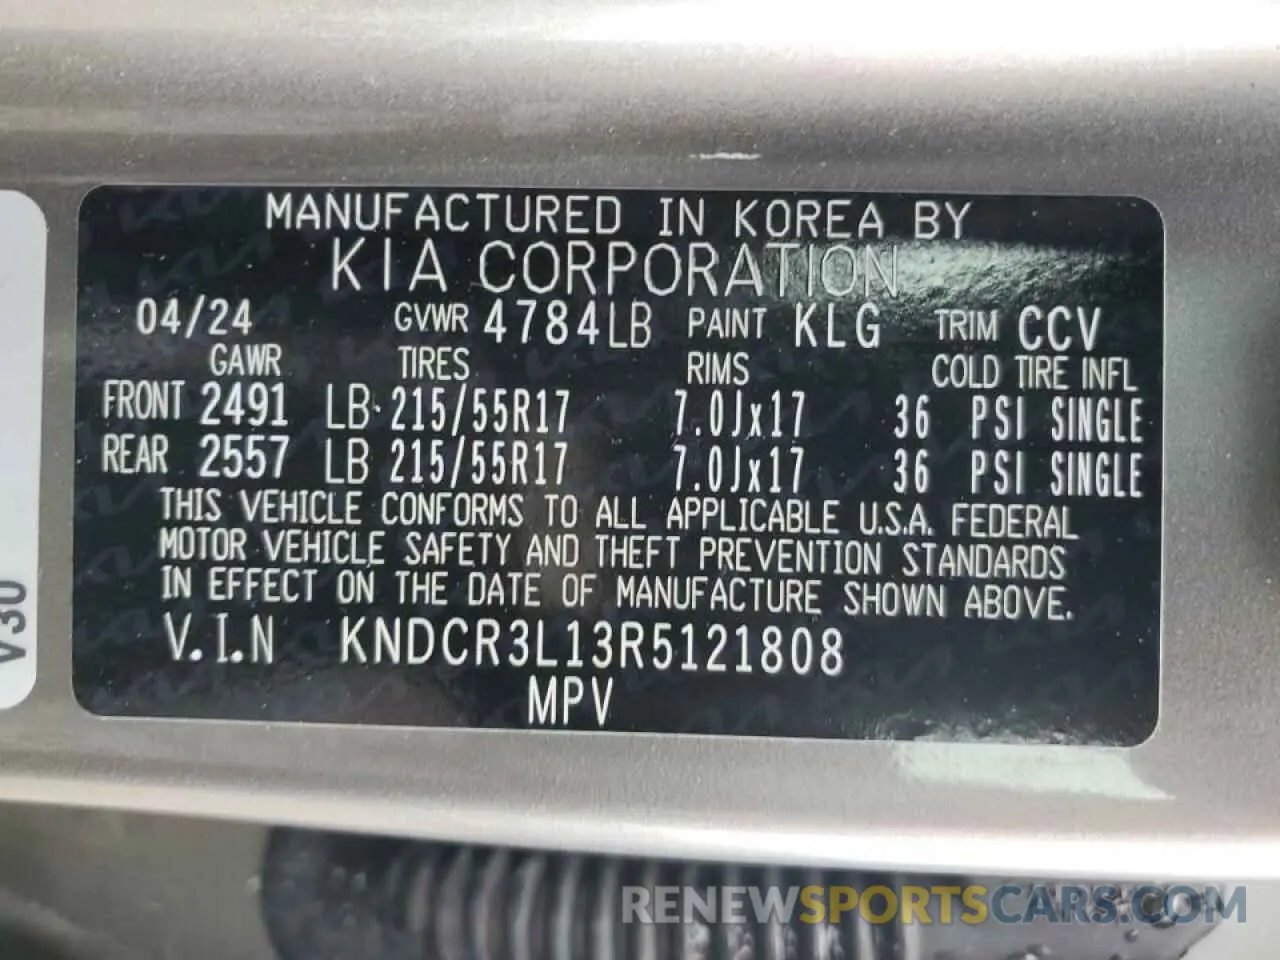 MANUFACTURED IN KOREA BY
KIA CORPORATION
04/24 GVWR 4784LB PAINT KLG TRIM CCV
GAWR TIRES RIMS COLD TIRE INFL
FRONT 2491 LB 215/55R17 7.0Jx17 36 PSI SINGLE
REAR 2557 LB 215/55R17 7.0Jx17 36 PSI SINGLE
THIS VEHICLE CONFORMS TO ALL APPLICABLE U.S.A. FEDERAL
MOTOR VEHICLE SAFETY AND THEFT PREVENTION STANDARDS
IN EFFECT ON THE DATE OF MANUFACTURE SHOWN ABOVE.
V.I.N KNDCR3L13R5121808
MPV
V30
RENEWSPORTSCARS.COM